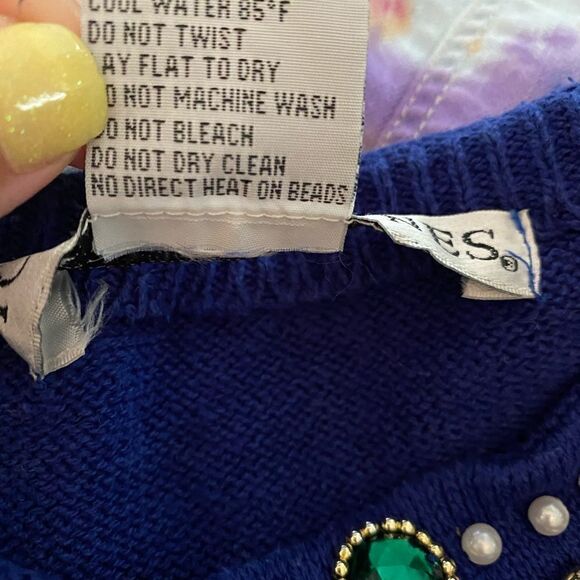 COOL WATER 85°F
DO NOT TWIST
LAY FLAT TO DRY
DO NOT MACHINE WASH
DO NOT BLEACH
DO NOT DRY CLEAN
NO DIRECT HEAT ON BEADS
ES.®